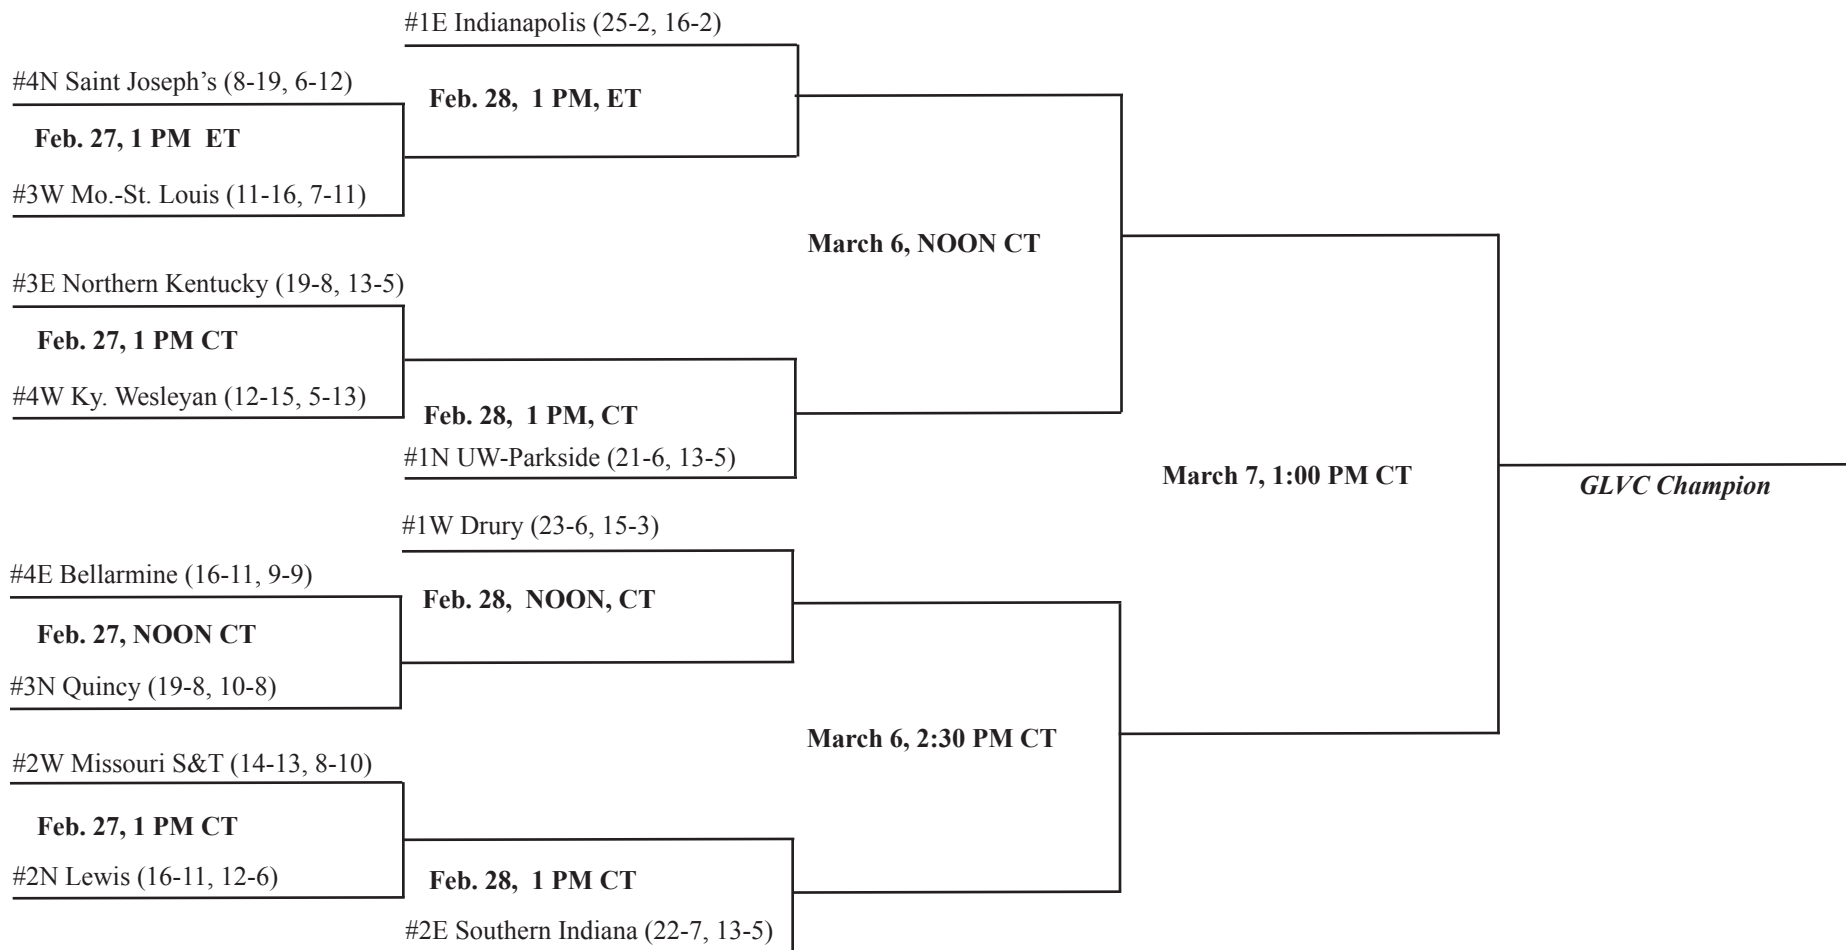 #1E Indianapolis (25-2, 16-2)
#4N Saint Joseph’s (8-19, 6-12)
Feb. 28,  1 PM, ET
Feb. 27, 1 PM  ET
#3W Mo.-St. Louis (11-16, 7-11)
March 6, NOON CT
#3E Northern Kentucky (19-8, 13-5)
Feb. 27, 1 PM CT
#4W Ky. Wesleyan (12-15, 5-13)
Feb. 28,  1 PM, CT
#1N UW-Parkside (21-6, 13-5)
March 7, 1:00 PM CT
GLVC Champion
#1W Drury (23-6, 15-3)
#4E Bellarmine (16-11, 9-9)
Feb. 28,  NOON, CT
Feb. 27, NOON CT
#3N Quincy (19-8, 10-8)
March 6, 2:30 PM CT
#2W Missouri S&T (14-13, 8-10)
Feb. 27, 1 PM CT
#2N Lewis (16-11, 12-6)
Feb. 28,  1 PM CT
#2E Southern Indiana (22-7, 13-5)